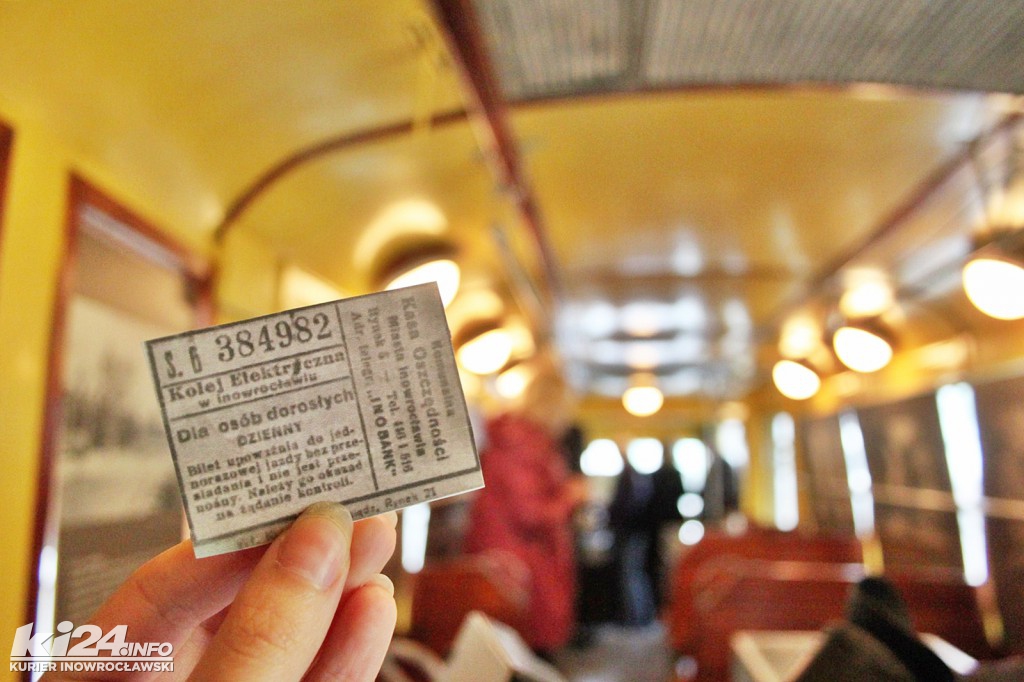 S. 6 384982
Kolej Elektryczna
w Inowrocławiu
Dla osób dorosłych
DZIENNY
Bilet upoważnia do jed-
norazowej jazdy bez prze-
siadania i nie jest prze-
nośny. Należy go okazać
na żądanie kontroli.
Rynek 21
Komunalna
Kasa Oszczędności
Miasta Inowrocławia
Rynek 5 — Tel.
Adr. telegr. „INOBANK"
ki24.INFO
KURIER INOWROCŁAWSKI